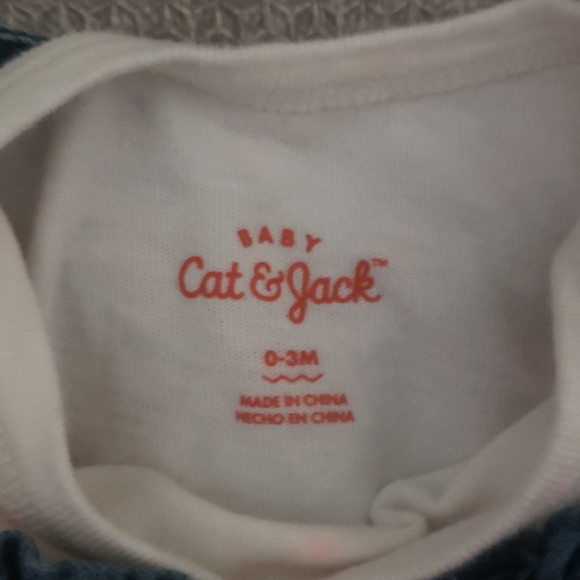 BABY
Cat & Jack™
0-3M
MADE IN CHINA
HECHO EN CHINA